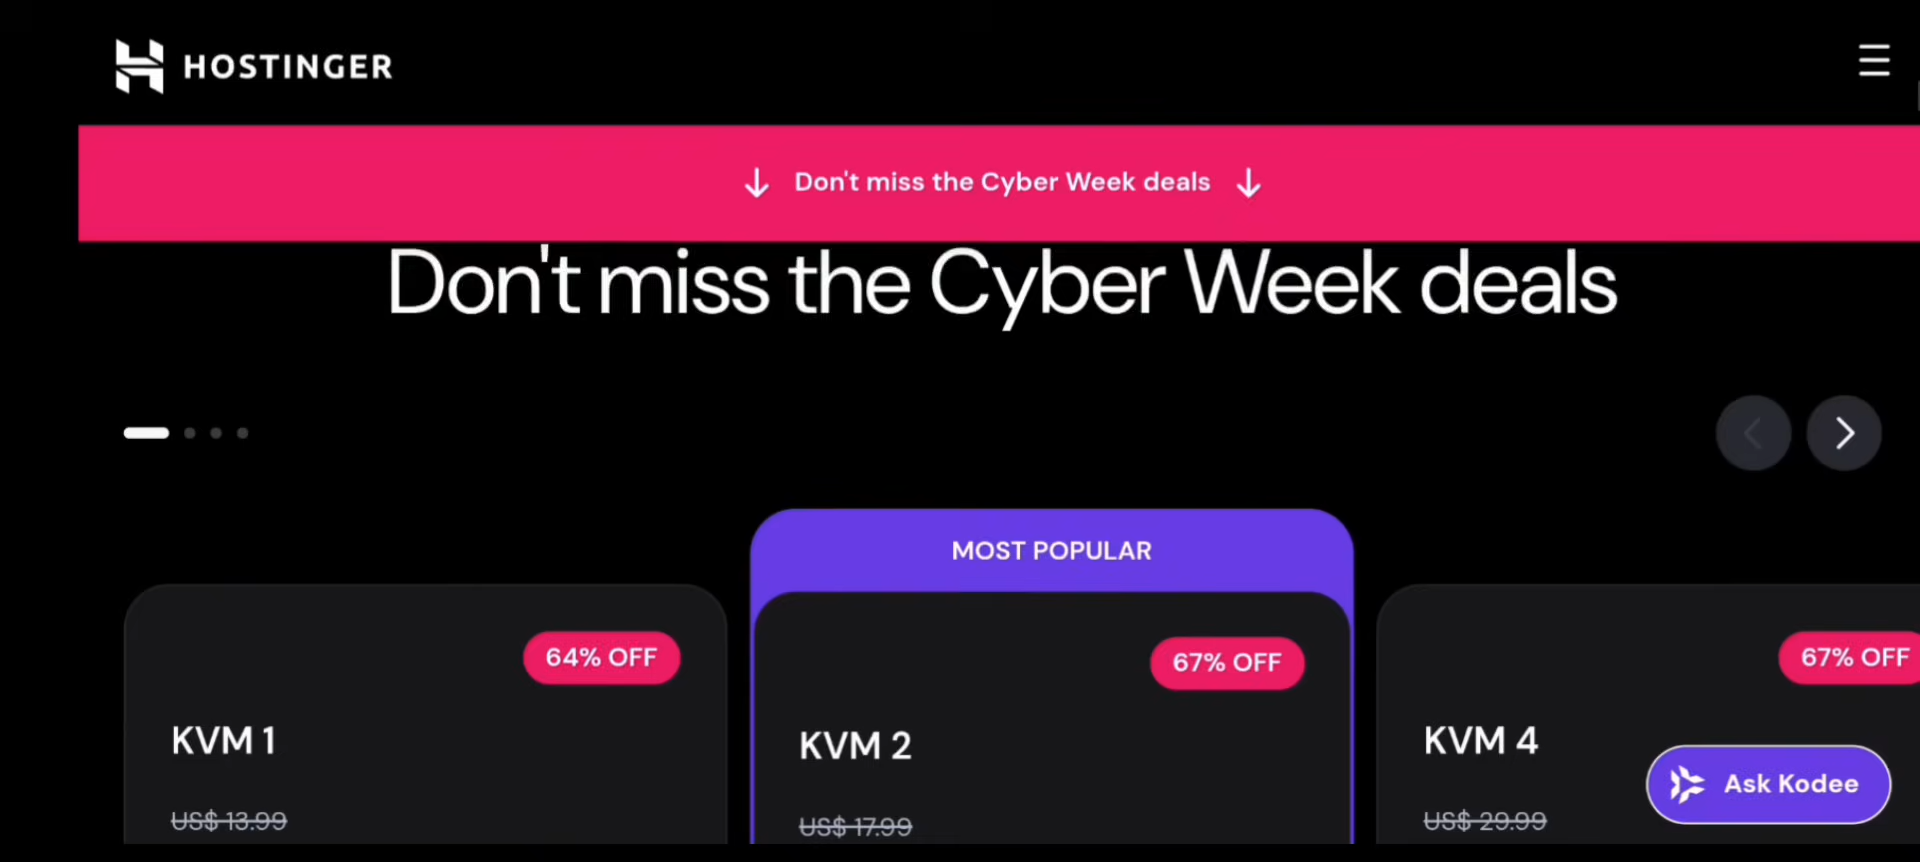 HOSTINGER
Don't miss the Cyber Week deals
Don't miss the Cyber Week deals
MOST POPULAR
64% OFF
67% OFF
67% OFF
KVM 1
KVM 2
KVM 4
Ask Kodee
US$ 13.99
US$ 17.99
US$ 29.99